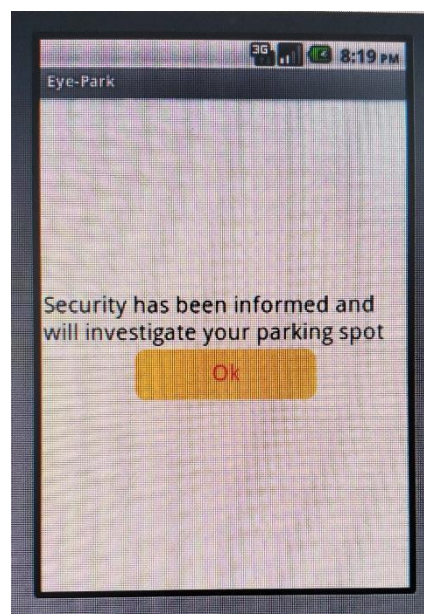 3G 8:19 PM
Eye-Park
Security has been informed and
will investigate your parking spot
Ok